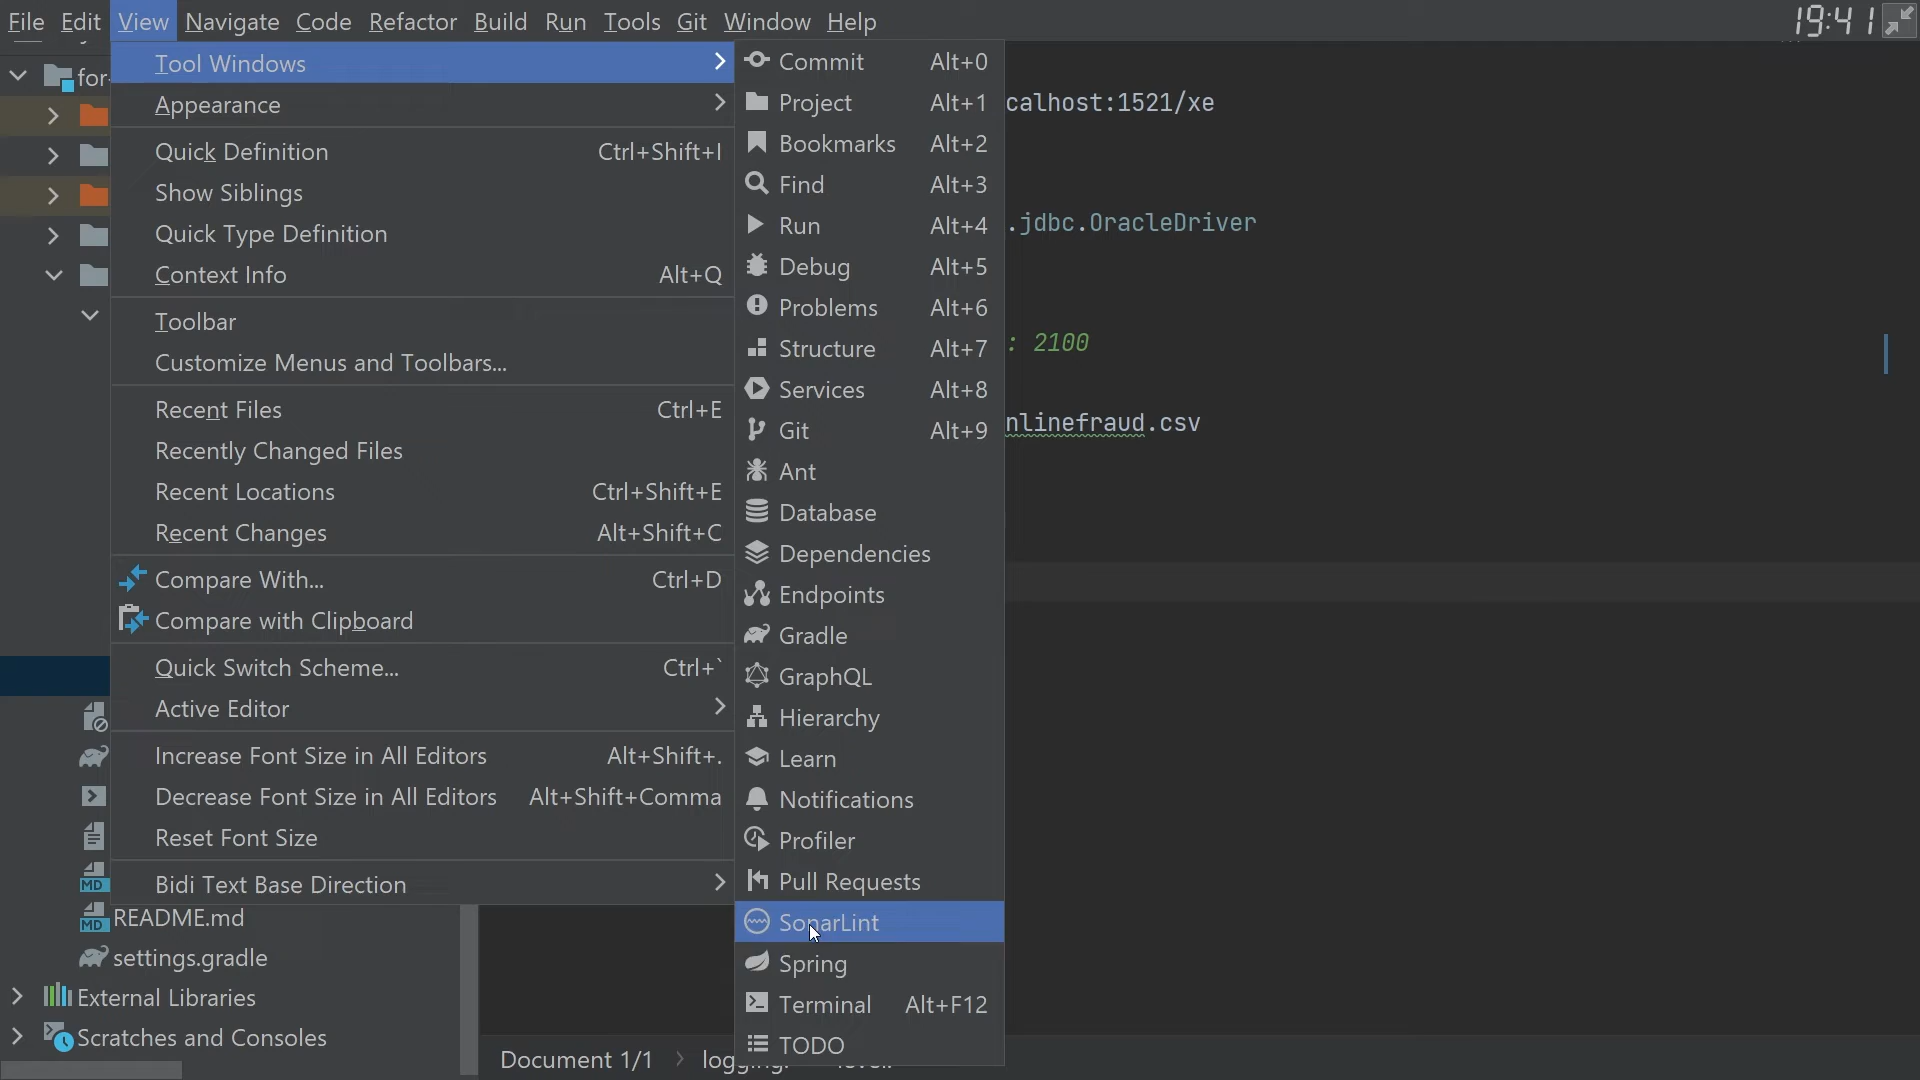 File Edit View Navigate Code Refactor Build Run Tools Git Window Help 19:41
for-
Tool Windows
Appearance
Quick Definition Ctrl+Shift+I
Show Siblings
Quick Type Definition
Context Info Alt+Q
Toolbar
Customize Menus and Toolbars...
Recent Files Ctrl+E
Recently Changed Files
Recent Locations Ctrl+Shift+E
Recent Changes Alt+Shift+C
Compare With... Ctrl+D
Compare with Clipboard
Quick Switch Scheme... Ctrl+`
Active Editor
Increase Font Size in All Editors Alt+Shift+.
Decrease Font Size in All Editors Alt+Shift+Comma
Reset Font Size
Bidi Text Base Direction
MD
MD README.md
settings.gradle
External Libraries
Scratches and Consoles
Commit Alt+0
Project Alt+1
Bookmarks Alt+2
Find Alt+3
Run Alt+4
Debug Alt+5
Problems Alt+6
Structure Alt+7
Services Alt+8
Git Alt+9
Ant
Database
Dependencies
Endpoints
Gradle
GraphQL
Hierarchy
Learn
Notifications
Profiler
Pull Requests
SonarLint
Spring
Terminal Alt+F12
TODO
calhost:1521/xe
.jdbc.OracleDriver
: 2100
nlinefraud.csv
Document 1/1